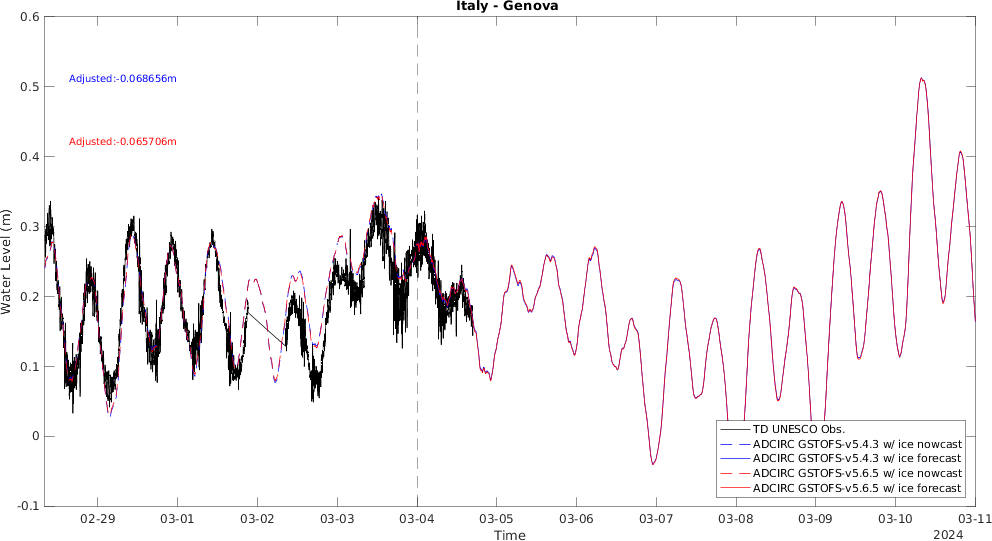 Italy - Genova
Water Level (m)
0.6
0.5
0.4
0.3
0.2
0.1
0
-0.1
Adjusted:-0.068656m
Adjusted:-0.065706m
TD UNESCO Obs.
ADCIRC GSTOFS-v5.4.3 w/ ice nowcast
ADCIRC GSTOFS-v5.4.3 w/ ice forecast
ADCIRC GSTOFS-v5.6.5 w/ ice nowcast
ADCIRC GSTOFS-v5.6.5 w/ ice forecast
02-29 03-01 03-02 03-03 03-04 03-05 03-06 03-07 03-08 03-09 03-10 03-11
Time
2024